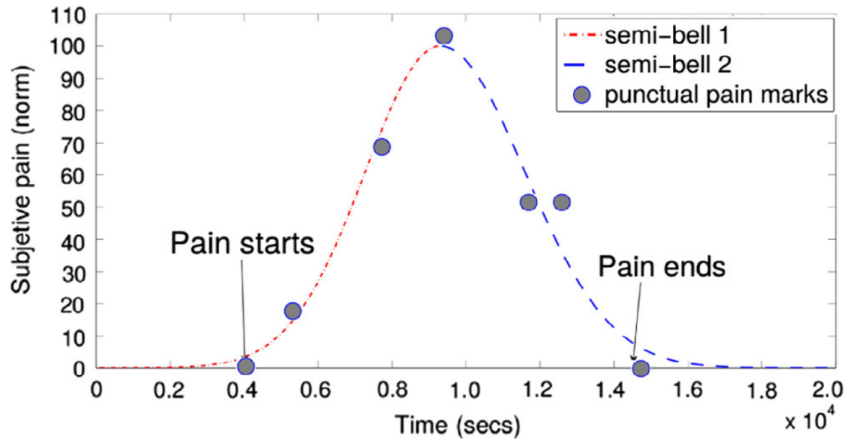 110
100
90
80
70
60
50
40
30
20
10
0
Subjetive pain (norm)
semi-bell 1
semi-bell 2
punctual pain marks
Pain starts
Pain ends
0 0.2 0.4 0.6 0.8 1.0 1.2 1.4 1.6 1.8 2.0
Time (secs)
x 10⁴